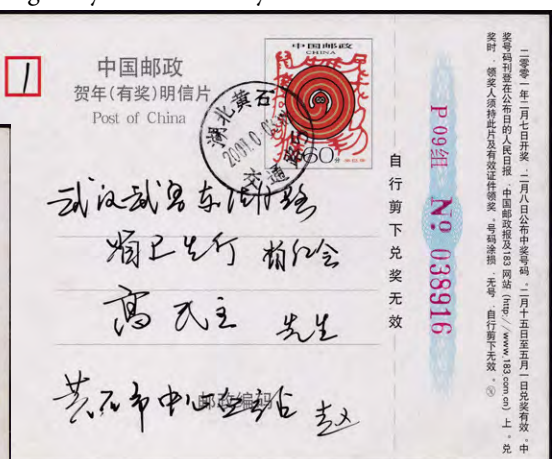 1
中国邮政
贺年(有奖)明信片
Post of China
中国邮政
CHINA
60分
湖北黄石
2001.0
交通路
武汉武昌东湖路
柏仁会
高民主 先生
邮政编码
黄石市中心 赵
自行剪下兑奖无效
P 09组 Nº 038916
二零零一年二月七日开奖，二月八日公布中奖号码，二月十五日至五月一日兑奖有效。中
奖号码刊登在公布日的人民日报、中国邮政报及183网站(http://www.183.com.cn)上。兑
奖时，领奖人须持此片及有效证件领奖。号码涂损、无号、自行剪下无效。